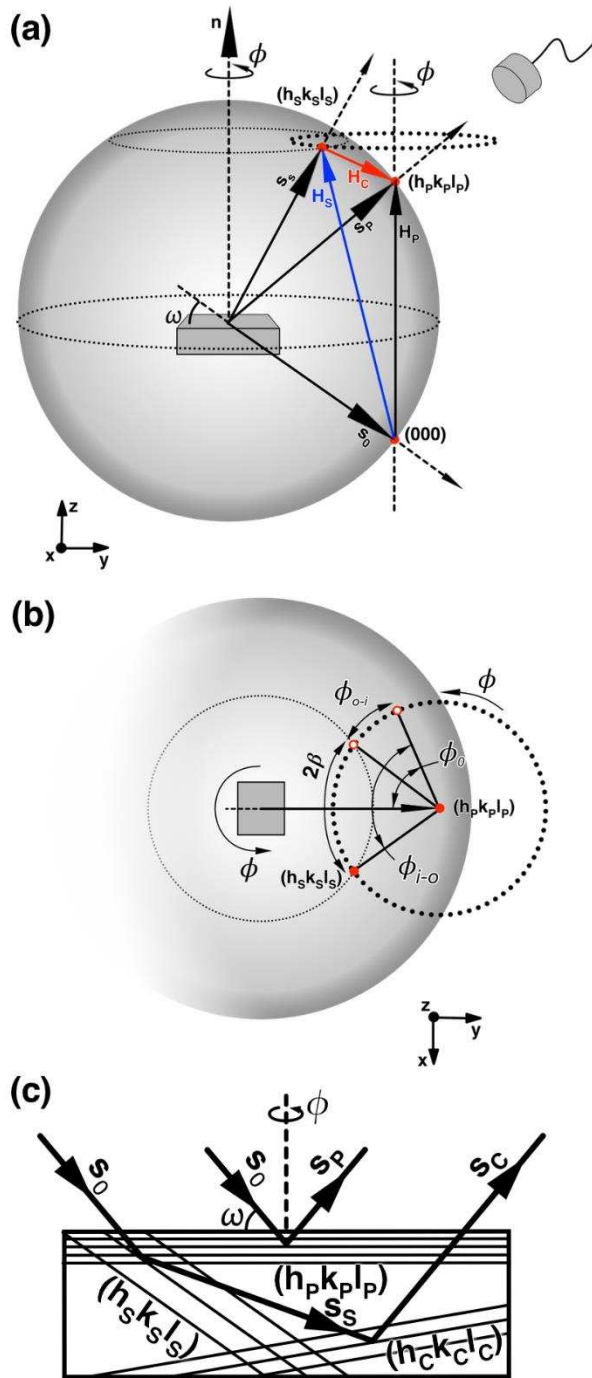 (a)
n
ϕ
ϕ
(hSkSlS)
HC
(hPkPlP)
sS
HS
sP
HP
ω
s0
(000)
z
x
y
(b)
ϕ
ϕo-i
2β
ϕ0
(hPkPlP)
ϕ
(hSkSlS)
ϕi-o
z
y
x
(c)
ϕ
s0
s0
sP
sC
ω
(hPkPlP)
(hSkSlS)
sS
(hCkClC)